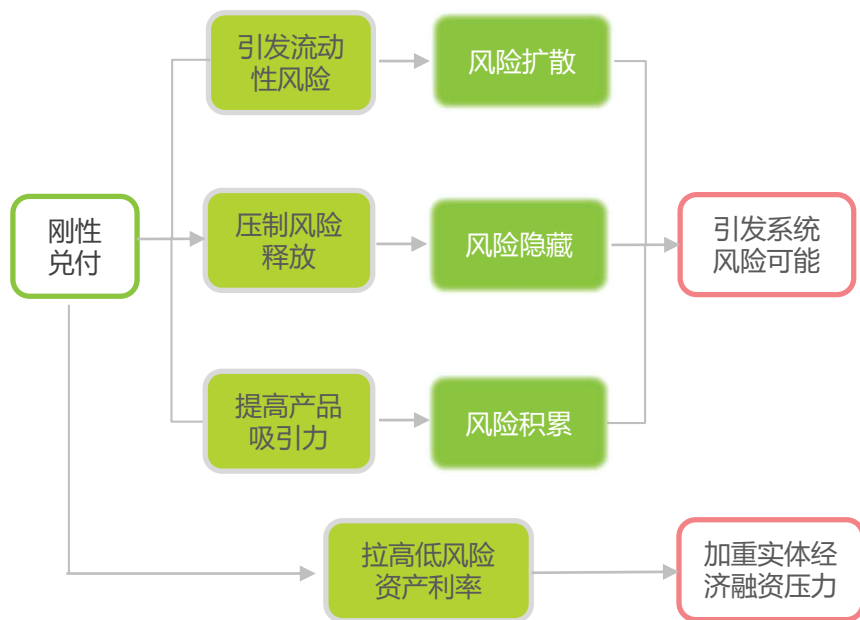 引发流动
性风险
风险扩散
刚性
兑付
压制风险
释放
风险隐藏
引发系统
风险可能
提高产品
吸引力
风险积累
拉高低风险
资产利率
加重实体经
济融资压力